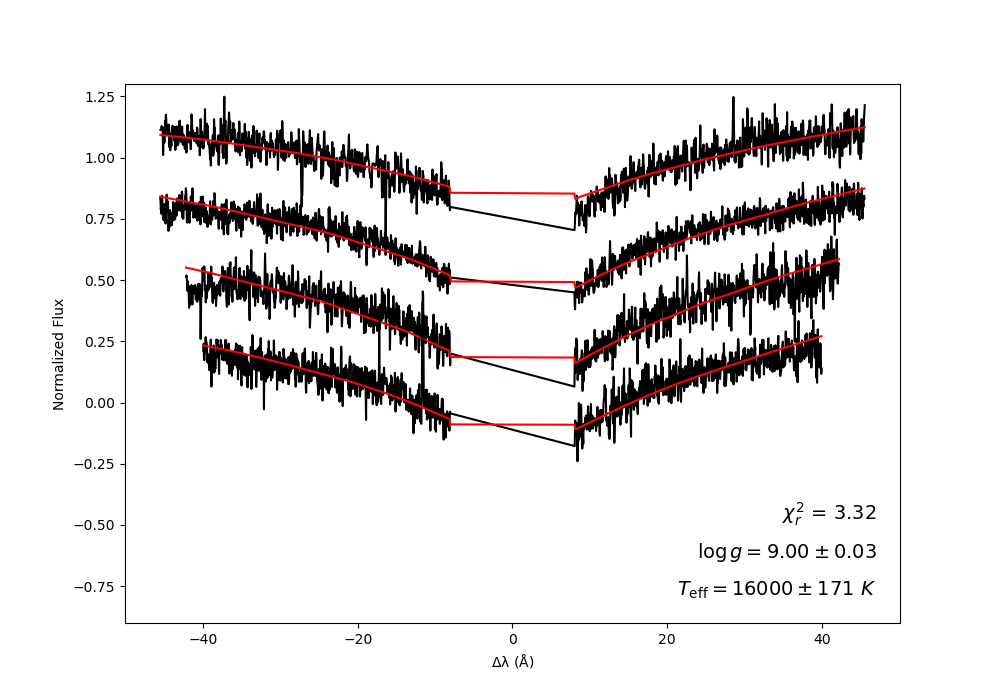 Normalized Flux
1.25
1.00
0.75
0.50
0.25
0.00
−0.25
−0.50
−0.75
χ²ᵣ = 3.32
log g = 9.00 ± 0.03
T_eff = 16000 ± 171 K
−40
−20
0
20
40
Δλ (Å)